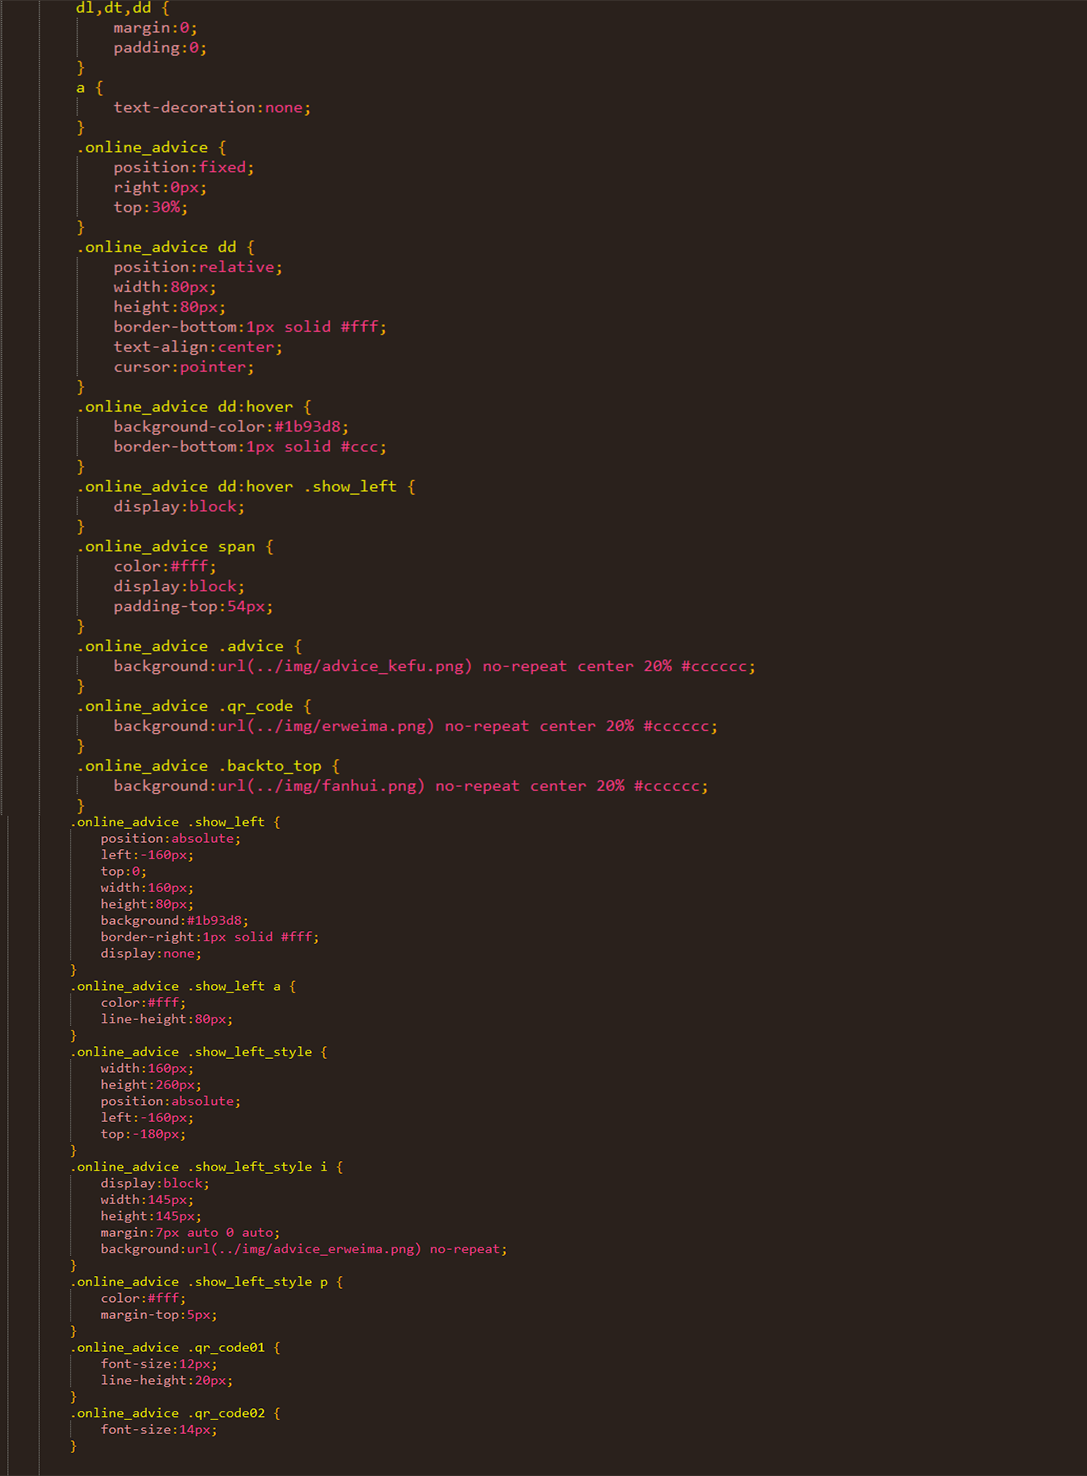 dl,dt,dd {
margin:0;
padding:0;
}
a {
text-decoration:none;
}
.online_advice {
position:fixed;
right:0px;
top:30%;
}
.online_advice dd {
position:relative;
width:80px;
height:80px;
border-bottom:1px solid #fff;
text-align:center;
cursor:pointer;
}
.online_advice dd:hover {
background-color:#1b93d8;
border-bottom:1px solid #ccc;
}
.online_advice dd:hover .show_left {
display:block;
}
.online_advice span {
color:#fff;
display:block;
padding-top:54px;
}
.online_advice .advice {
background:url(../img/advice_kefu.png) no-repeat center 20% #cccccc;
}
.online_advice .qr_code {
background:url(../img/erweima.png) no-repeat center 20% #cccccc;
}
.online_advice .backto_top {
background:url(../img/fanhui.png) no-repeat center 20% #cccccc;
}
.online_advice .show_left {
position:absolute;
left:-160px;
top:0;
width:160px;
height:80px;
background:#1b93d8;
border-right:1px solid #fff;
display:none;
}
.online_advice .show_left a {
color:#fff;
line-height:80px;
}
.online_advice .show_left_style {
width:160px;
height:260px;
position:absolute;
left:-160px;
top:-180px;
}
.online_advice .show_left_style i {
display:block;
width:145px;
height:145px;
margin:7px auto 0 auto;
background:url(../img/advice_erweima.png) no-repeat;
}
.online_advice .show_left_style p {
color:#fff;
margin-top:5px;
}
.online_advice .qr_code01 {
font-size:12px;
line-height:20px;
}
.online_advice .qr_code02 {
font-size:14px;
}